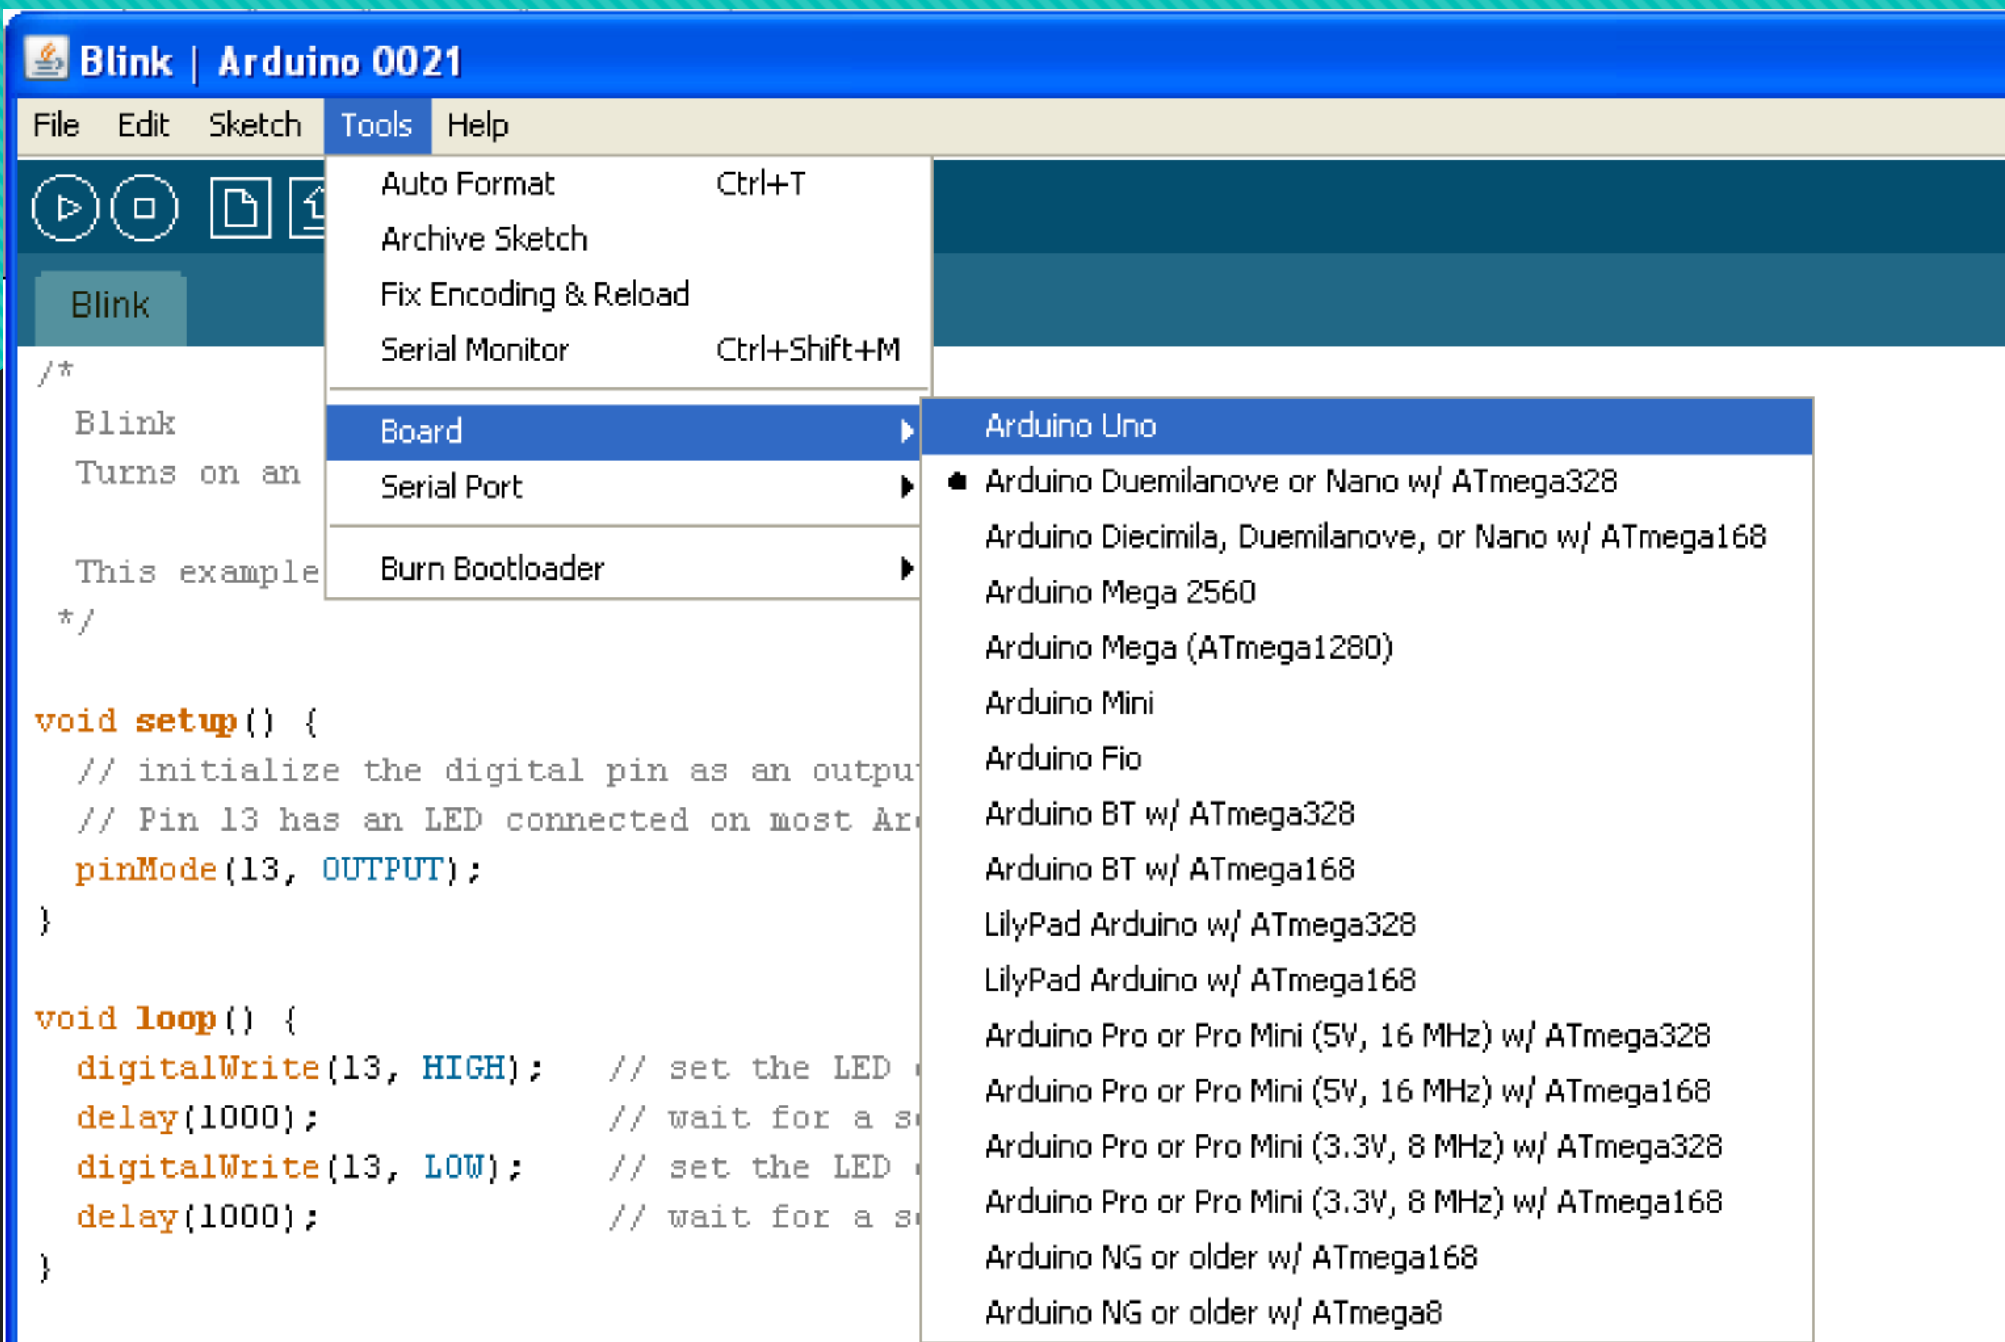 Blink | Arduino 0021
File Edit Sketch Tools Help
Auto Format Ctrl+T
Archive Sketch
Fix Encoding & Reload
Serial Monitor Ctrl+Shift+M
Board
Serial Port
Burn Bootloader
Arduino Uno
Arduino Duemilanove or Nano w/ ATmega328
Arduino Diecimila, Duemilanove, or Nano w/ ATmega168
Arduino Mega 2560
Arduino Mega (ATmega1280)
Arduino Mini
Arduino Fio
Arduino BT w/ ATmega328
Arduino BT w/ ATmega168
LilyPad Arduino w/ ATmega328
LilyPad Arduino w/ ATmega168
Arduino Pro or Pro Mini (5V, 16 MHz) w/ ATmega328
Arduino Pro or Pro Mini (5V, 16 MHz) w/ ATmega168
Arduino Pro or Pro Mini (3.3V, 8 MHz) w/ ATmega328
Arduino Pro or Pro Mini (3.3V, 8 MHz) w/ ATmega168
Arduino NG or older w/ ATmega168
Arduino NG or older w/ ATmega8
Blink
/*
Blink
Turns on an
This example
*/
void setup() {
// initialize the digital pin as an
// Pin 13 has an LED connected on most
pinMode(13, OUTPUT);
}
void loop() {
digitalWrite(13, HIGH); // set the LED
delay(1000); // wait for a
digitalWrite(13, LOW); // set the LED
delay(1000); // wait for a
}